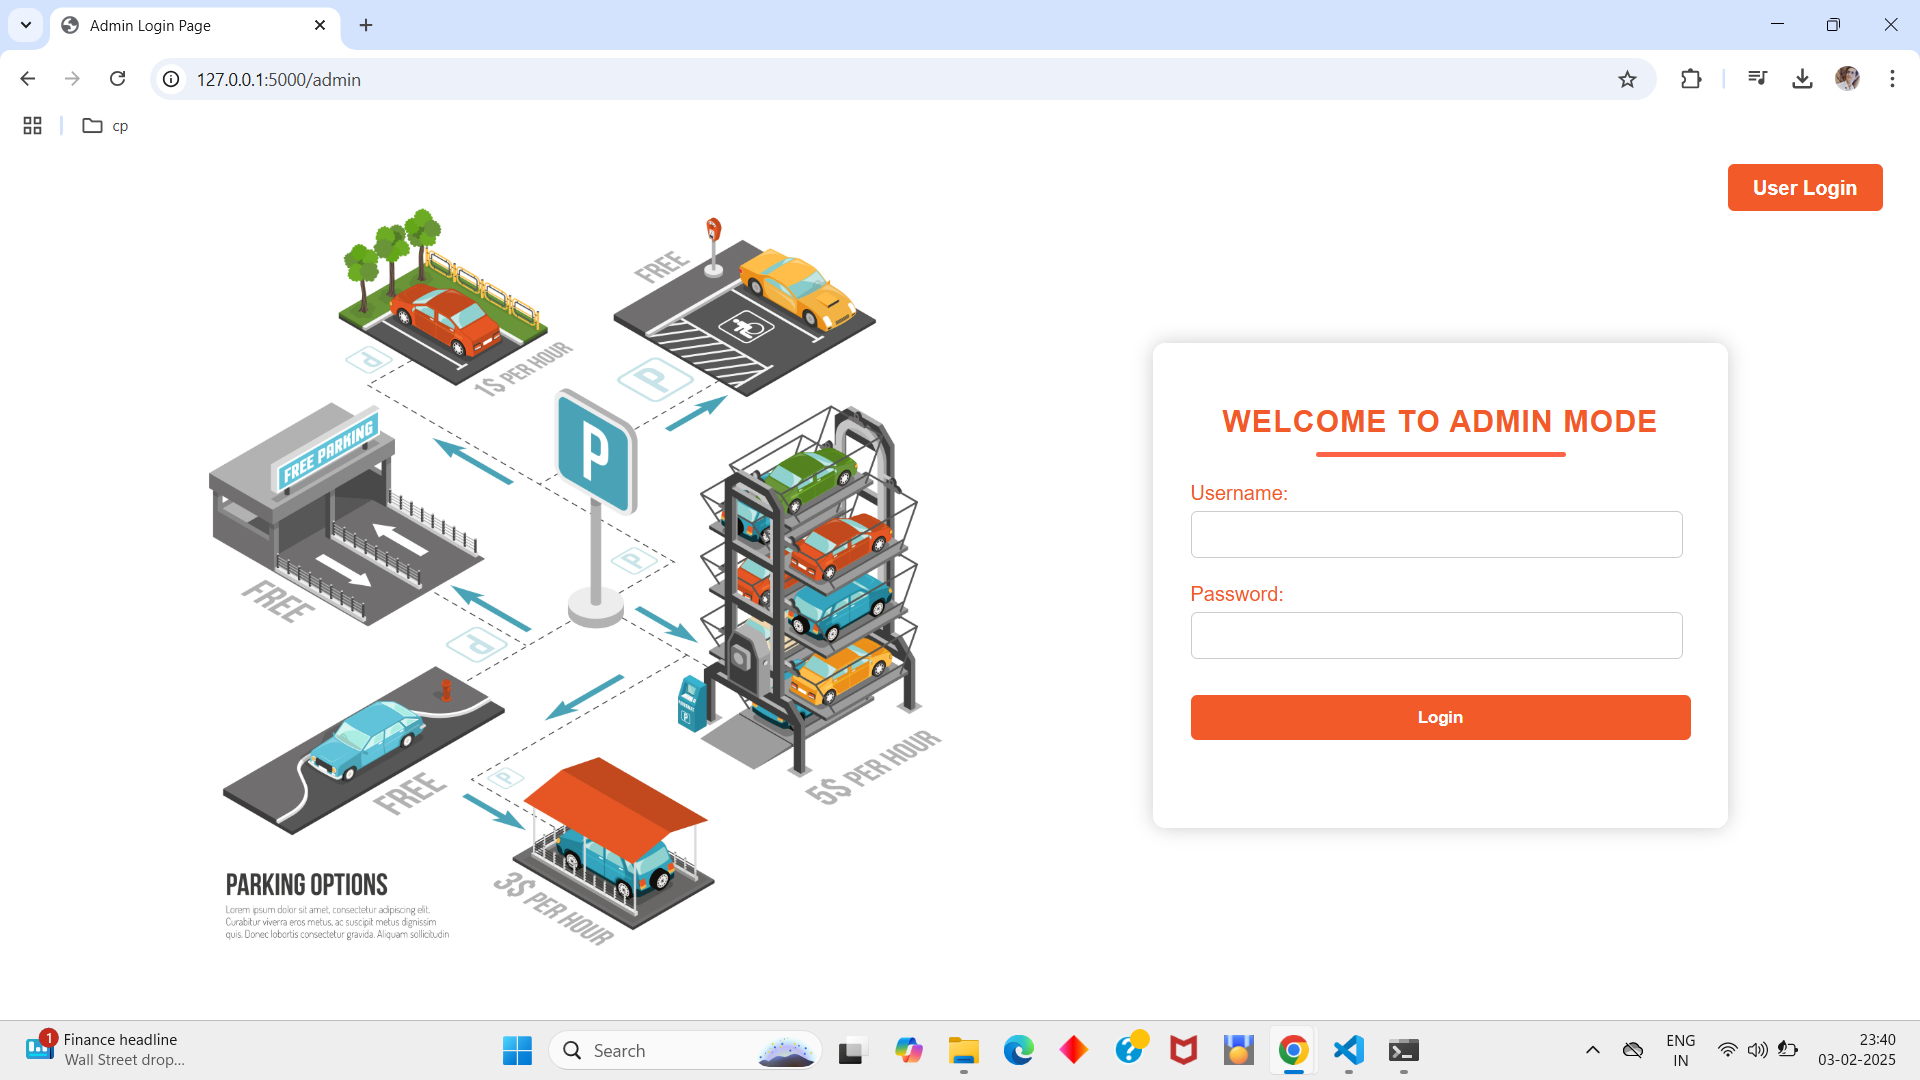 Admin Login Page
127.0.0.1:5000/admin
cp
User Login
FREE
1$ PER HOUR
P
P
P
FREE PARKING
FREE
P
P
5$ PER HOUR
P
FREE
P
3$ PER HOUR
PARKING OPTIONS
Lorem ipsum dolor sit amet, consectetur adipiscing elit.
Curabitur viverra eros metus, ac suscipit metus dignissim
quis. Donec lobortis consectetur gravida. Aliquam sollicitudin
WELCOME TO ADMIN MODE
Username:
Password:
Login
1
Finance headline
Wall Street drop...
Search
ENG
IN
23:40
03-02-2025